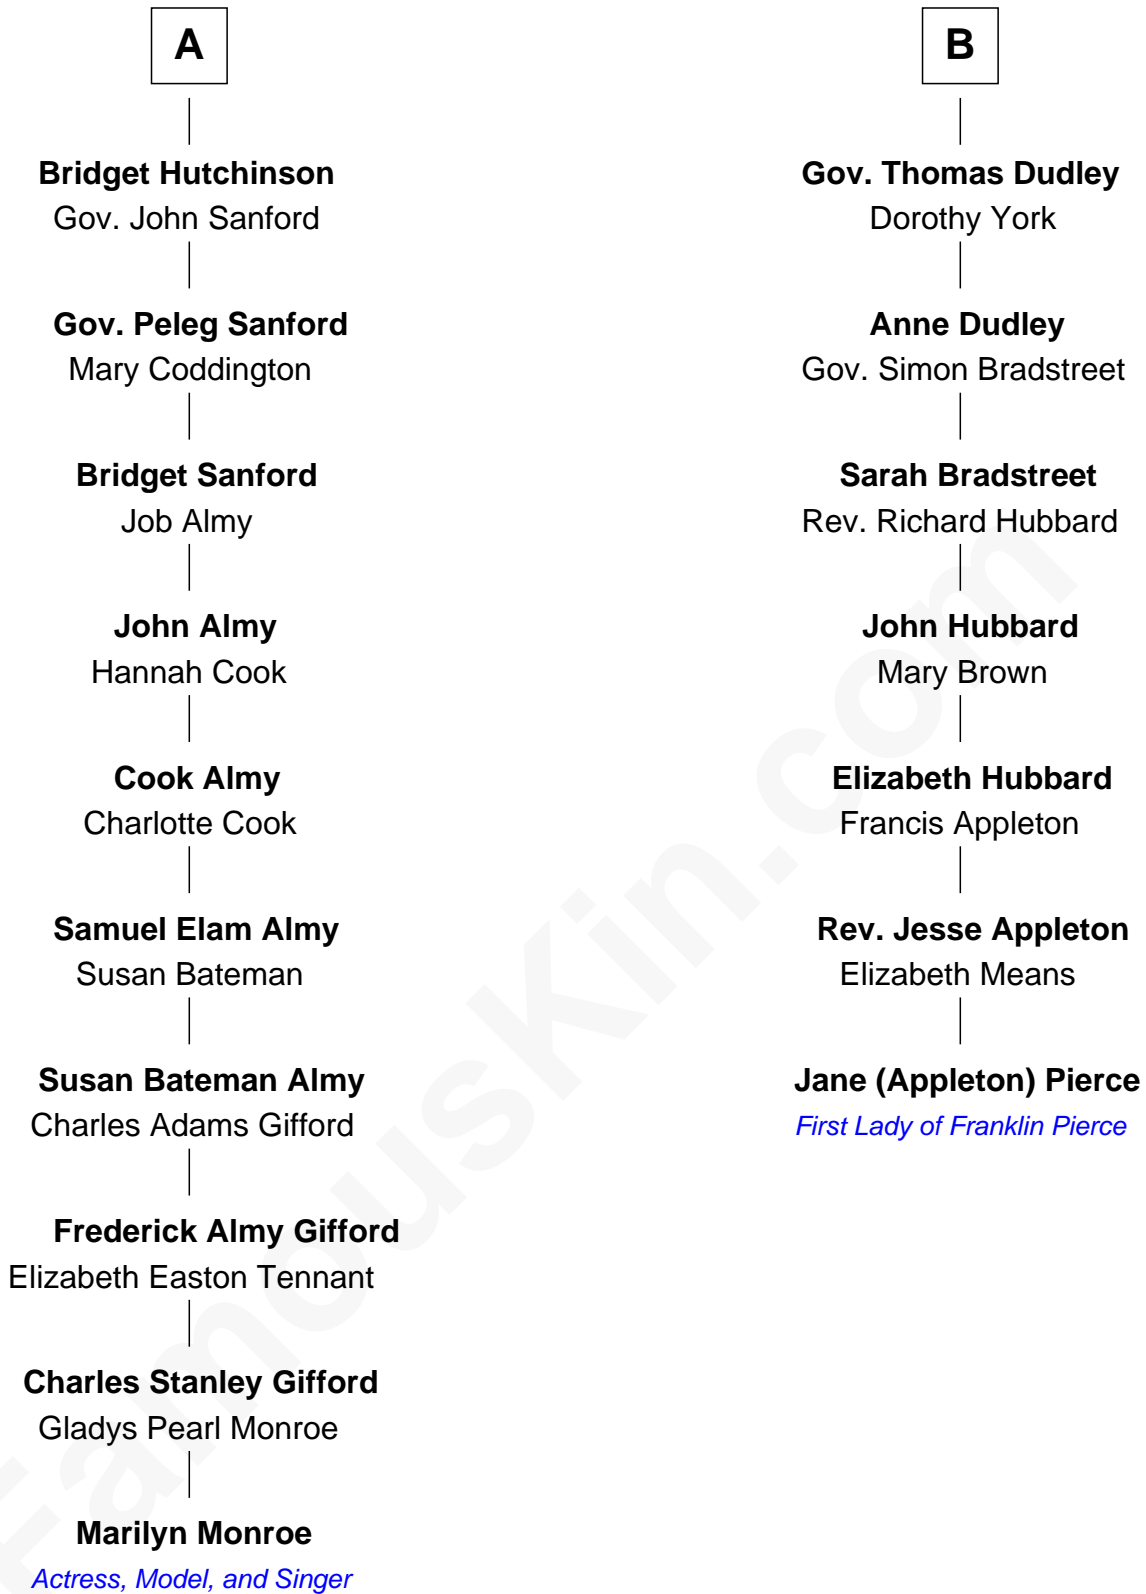 A
Bridget Hutchinson
Gov. John Sanford
Gov. Peleg Sanford
Mary Coddington
Bridget Sanford
Job Almy
John Almy
Hannah Cook
Cook Almy
Charlotte Cook
Samuel Elam Almy
Susan Bateman
Susan Bateman Almy
Charles Adams Gifford
Frederick Almy Gifford
Elizabeth Easton Tennant
Charles Stanley Gifford
Gladys Pearl Monroe
Marilyn Monroe
Actress, Model, and Singer
B
Gov. Thomas Dudley
Dorothy York
Anne Dudley
Gov. Simon Bradstreet
Sarah Bradstreet
Rev. Richard Hubbard
John Hubbard
Mary Brown
Elizabeth Hubbard
Francis Appleton
Rev. Jesse Appleton
Elizabeth Means
Jane (Appleton) Pierce
First Lady of Franklin Pierce
FamousKin.com